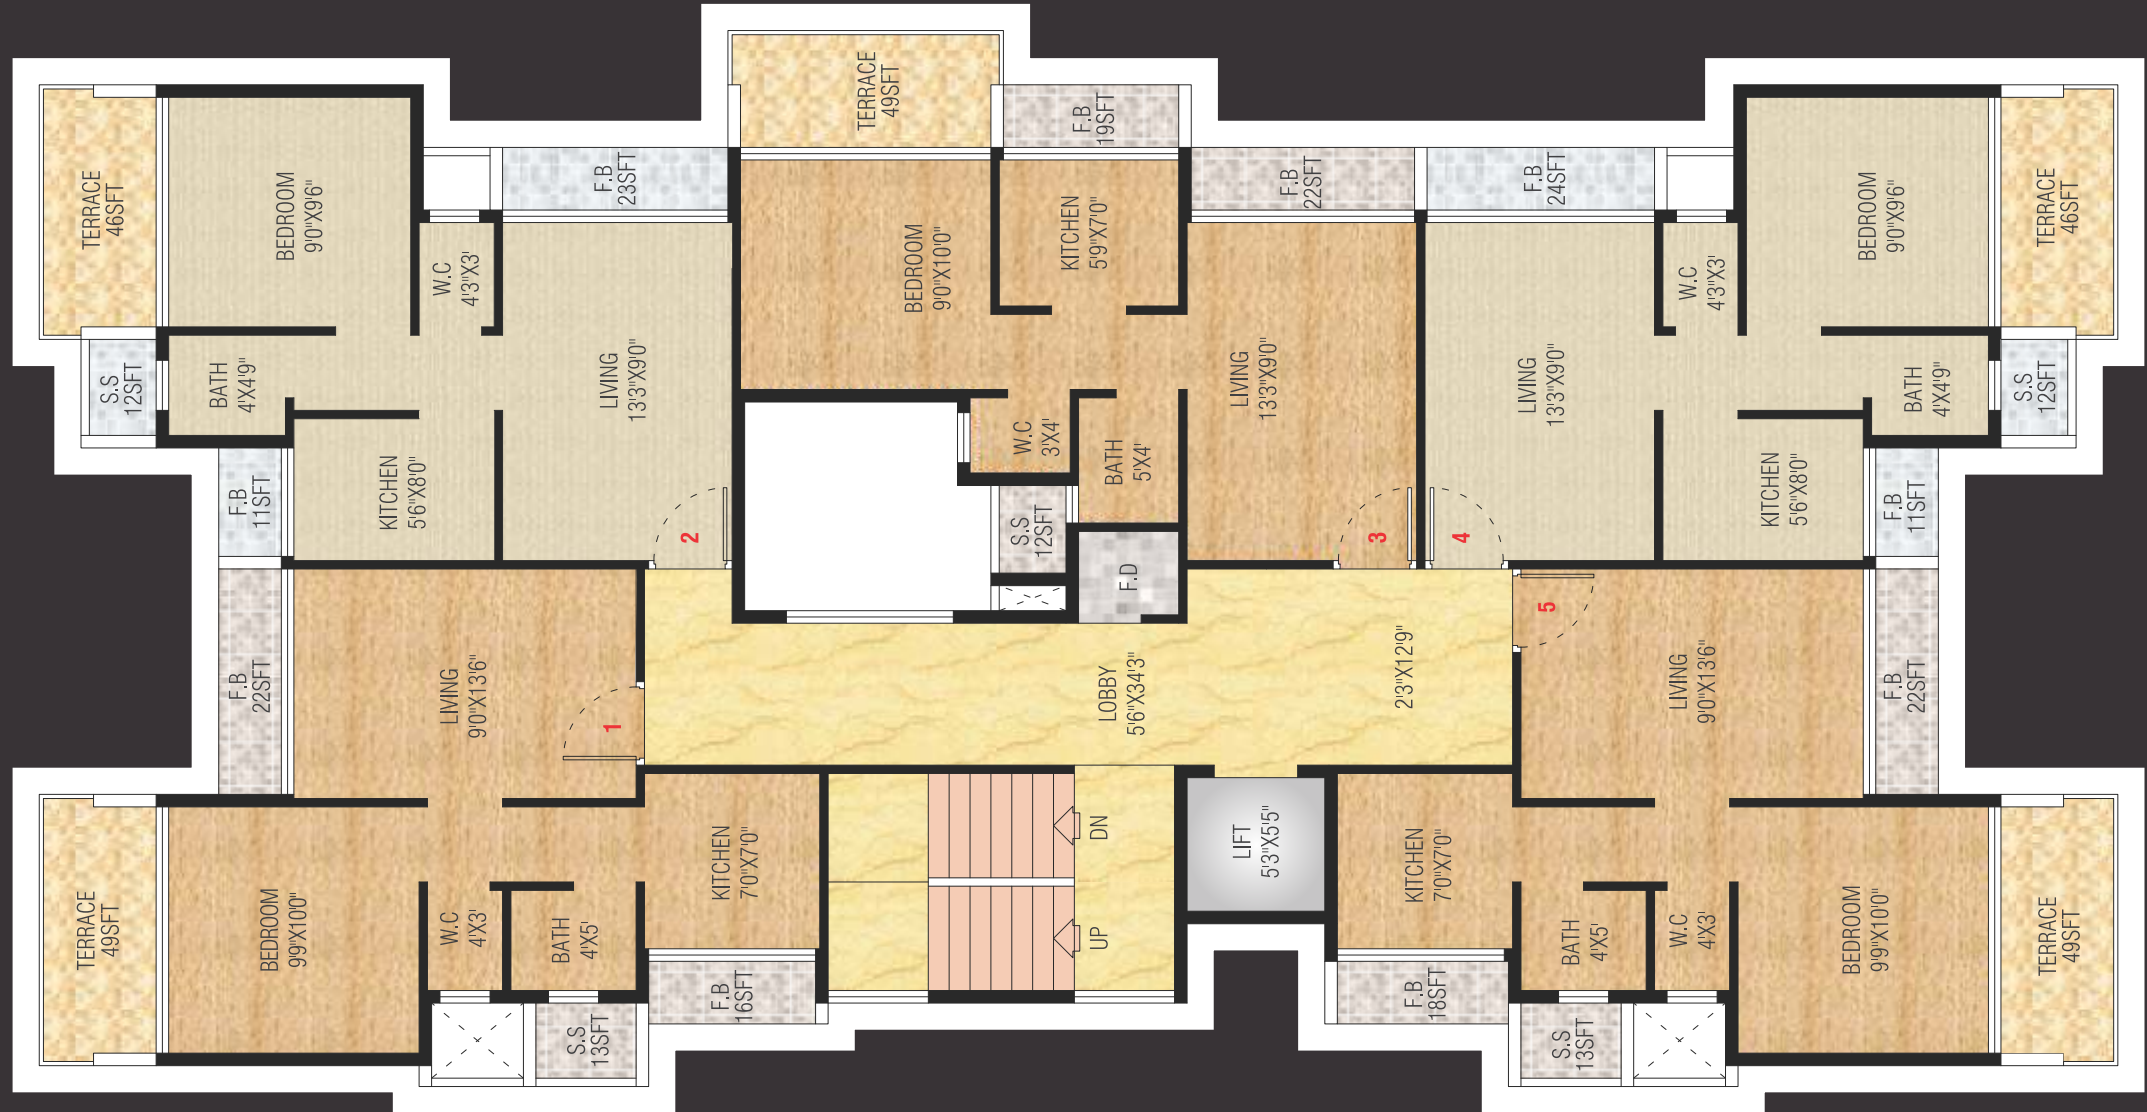 TERRACE
46SFT
BEDROOM
9'0"X9'6"
W.C
4'3"X3'
F.B
23SFT
S.S
12SFT
BATH
4'X4'9"
LIVING
13'3"X9'0"
F.B
11SFT
KITCHEN
5'6"X8'0"
2
TERRACE
49SFT
F.B
19SFT
BEDROOM
9'0"X10'0"
KITCHEN
5'9"X7'0"
F.B
22SFT
LIVING
13'3"X9'0"
W.C
3'X4'
BATH
5'X4'
S.S
12SFT
F.D
3
F.B
24SFT
LIVING
13'3"X9'0"
W.C
4'3"X3'
BEDROOM
9'0"X9'6"
TERRACE
46SFT
BATH
4'X4'9"
S.S
12SFT
KITCHEN
5'6"X8'0"
F.B
11SFT
4
F.B
22SFT
LIVING
9'0"X13'6"
1
LOBBY
5'6"X34'3"
2'3"X12'9"
5
LIVING
9'0"X13'6"
F.B
22SFT
TERRACE
49SFT
BEDROOM
9'9"X10'0"
W.C
4'X3'
BATH
4'X5'
KITCHEN
7'0"X7'0"
S.S
13SFT
F.B
16SFT
DN
UP
LIFT
5'3"X5'5"
KITCHEN
7'0"X7'0"
F.B
18SFT
BATH
4'X5'
W.C
4'X3'
S.S
13SFT
BEDROOM
9'9"X10'0"
TERRACE
49SFT